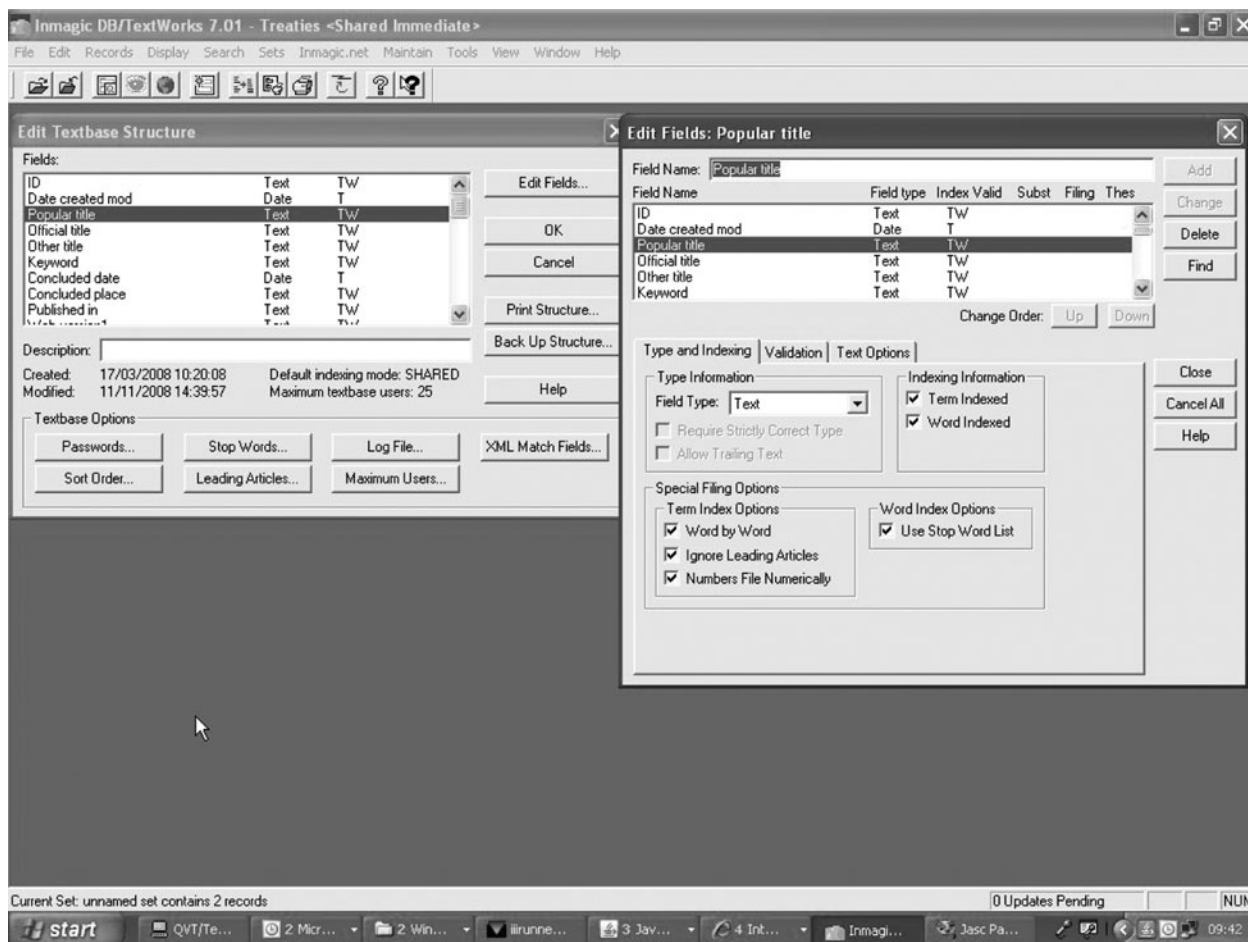 Inmagic DB/TextWorks 7.01 - Treaties <Shared Immediate>
File Edit Records Display Search Sets Inmagic.net Maintain Tools View Window Help
Edit Textbase Structure
Fields:
ID Text TW
Date created mod Date T
Popular title Text TW
Official title Text TW
Other title Text TW
Keyword Text TW
Concluded date Date T
Concluded place Text TW
Published in Text TW
Edit Fields...
OK
Cancel
Print Structure...
Back Up Structure...
Help
Description:
Created: 17/03/2008 10:20:08 Default indexing mode: SHARED
Modified: 11/11/2008 14:39:57 Maximum textbase users: 25
Textbase Options
Passwords... Stop Words... Log File... XML Match Fields...
Sort Order... Leading Articles... Maximum Users...
Edit Fields: Popular title
Field Name: Popular title
Field Name Field type Index Valid Subst Filing Thes
ID Text TW
Date created mod Date T
Popular title Text TW
Official title Text TW
Other title Text TW
Keyword Text TW
Add
Change
Delete
Find
Change Order: Up Down
Type and Indexing Validation Text Options
Type Information
Field Type: Text
Require Strictly Correct Type
Allow Trailing Text
Indexing Information
Term Indexed
Word Indexed
Special Filing Options
Term Index Options
Word by Word
Ignore Leading Articles
Numbers File Numerically
Word Index Options
Use Stop Word List
Close
Cancel All
Help
Current Set: unnamed set contains 2 records 0 Updates Pending NUM
start QVT/Te... 2 Micr... 2 Win... iiirunne... 3 Jav... 4 Int... Inmagi... Jasc Pa... 09:42